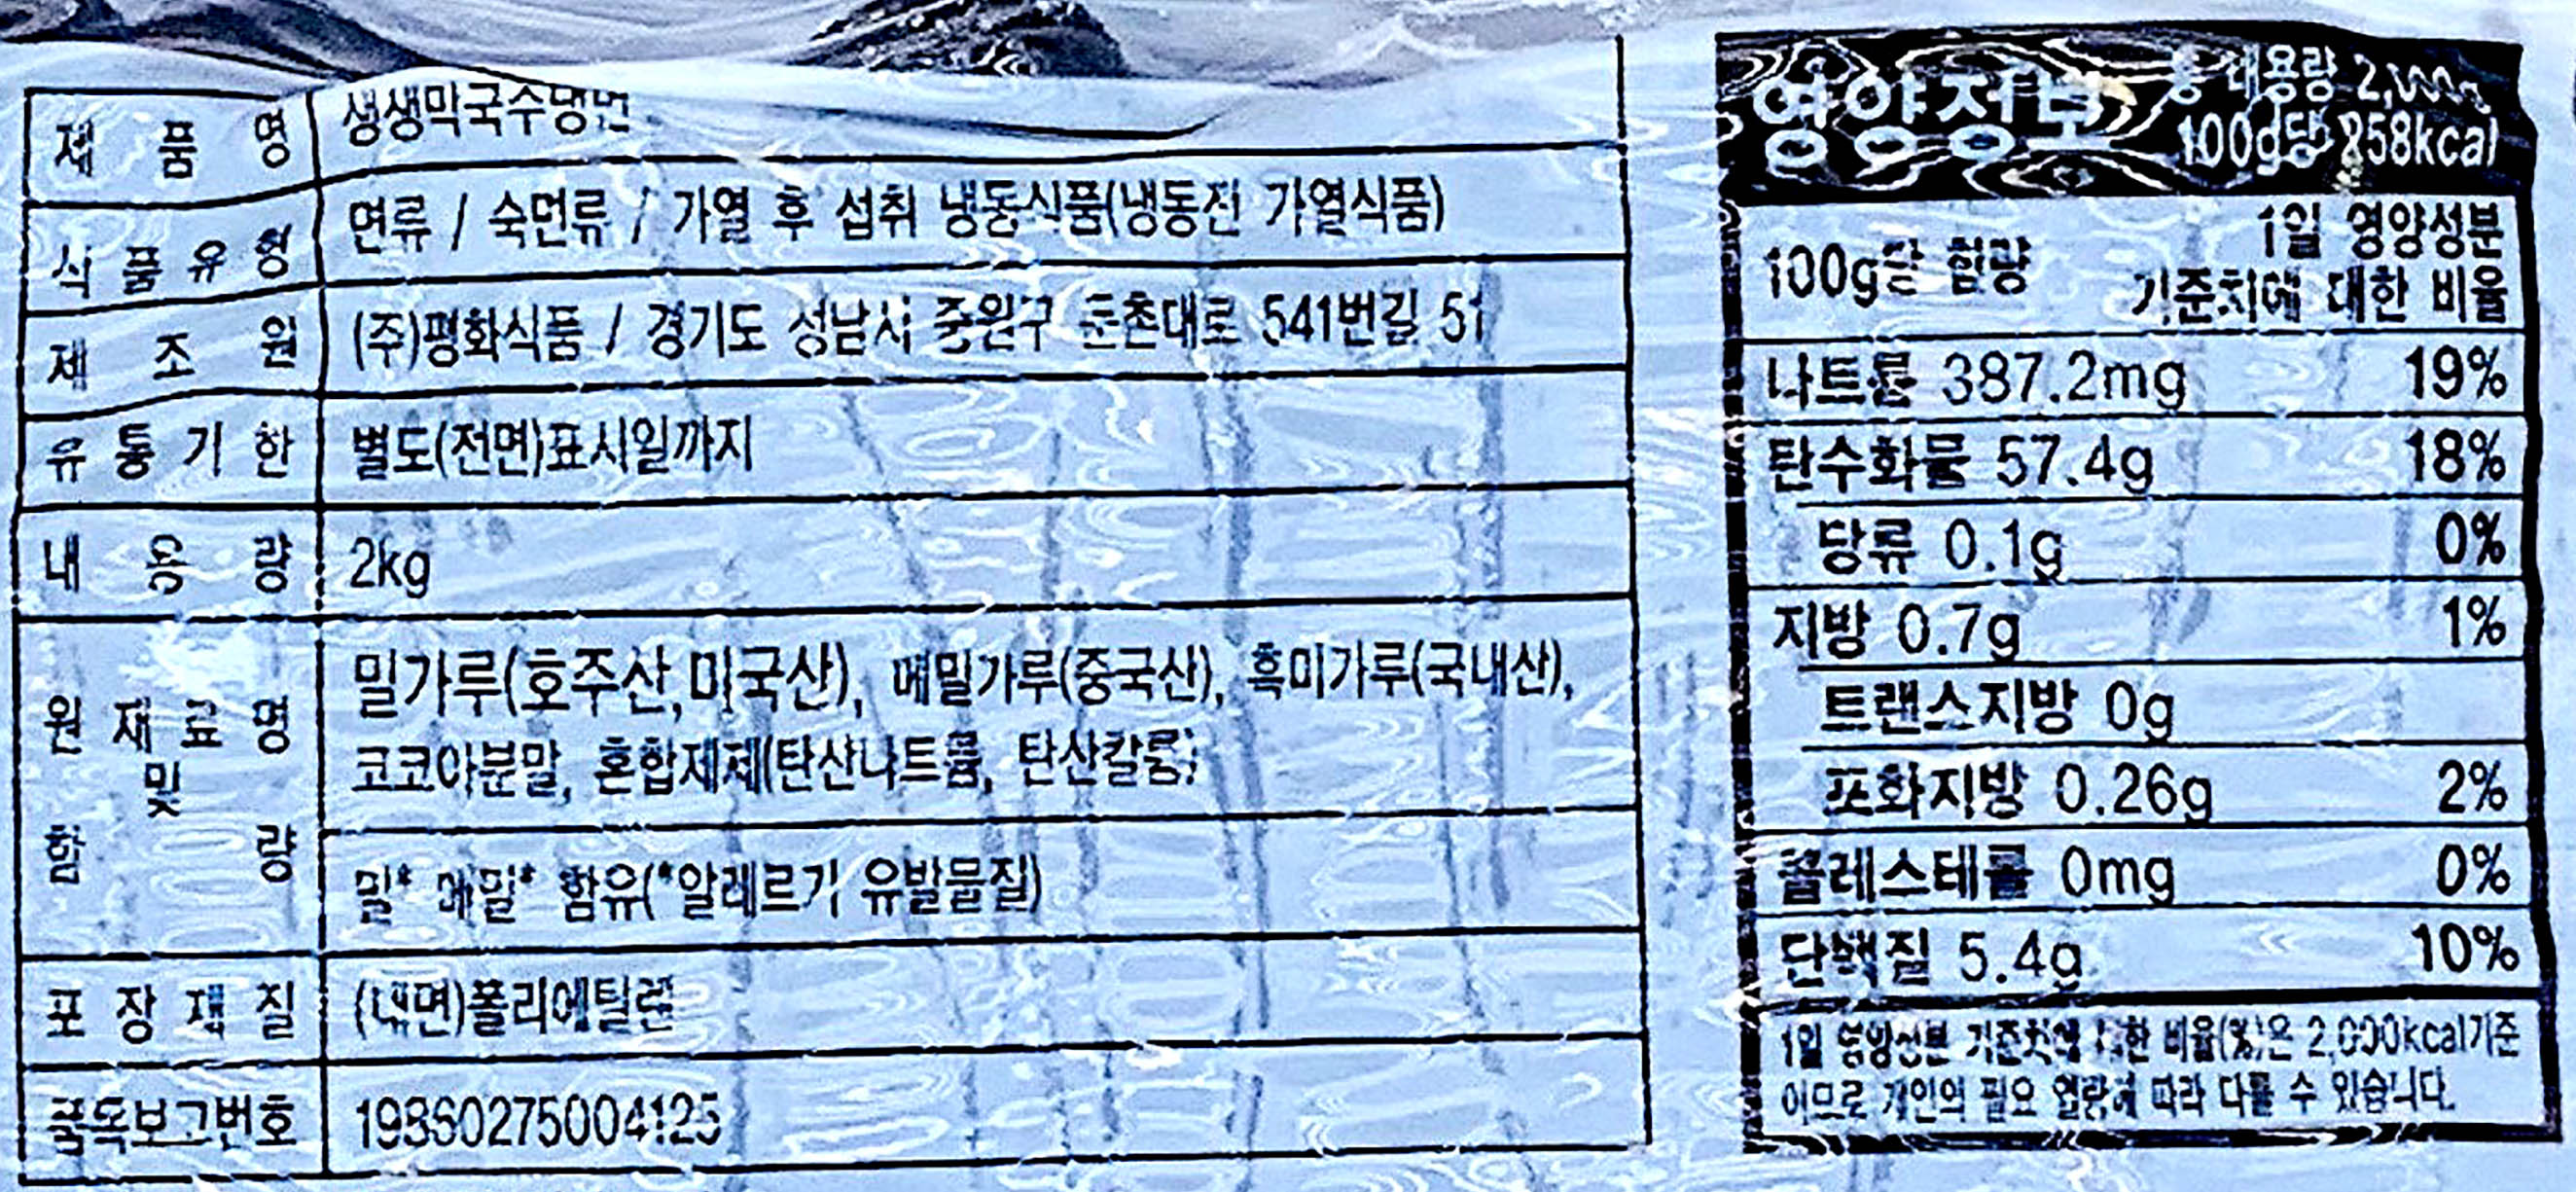 제품명 생생막국수냉면
식품유형 면류 / 숙면류 / 가열 후 섭취 냉동식품(냉동전 가열식품)
제조원 (주)평화식품 / 경기도 성남시 중원구 둔촌대로 541번길 51
유통기한 별도(전면)표시일까지
내용량 2kg
원재료명 및 함량
밀가루(호주산,미국산), 메밀가루(중국산), 흑미가루(국내산),
코코아분말, 혼합제제(탄산나트륨, 탄산칼륨)
밀* 메밀* 함유(*알레르기 유발물질)
포장재질 (내면)폴리에틸렌
품목보고번호
영양정보
총 내용량 2,000g
100g당
100g당 함량
1일 영양성분
기준치에 대한 비율
나트륨 387.2mg 19%
탄수화물 57.4g 18%
당류 0.1g 0%
지방 0.7g 1%
트랜스지방 0g
포화지방 0.26g 2%
콜레스테롤 0mg 0%
단백질 5.4g 10%
1일 영양성분 기준치에 대한 비율(%)은 2,000kcal기준
이므로 개인의 필요 열량에 따라 다를 수 있습니다.